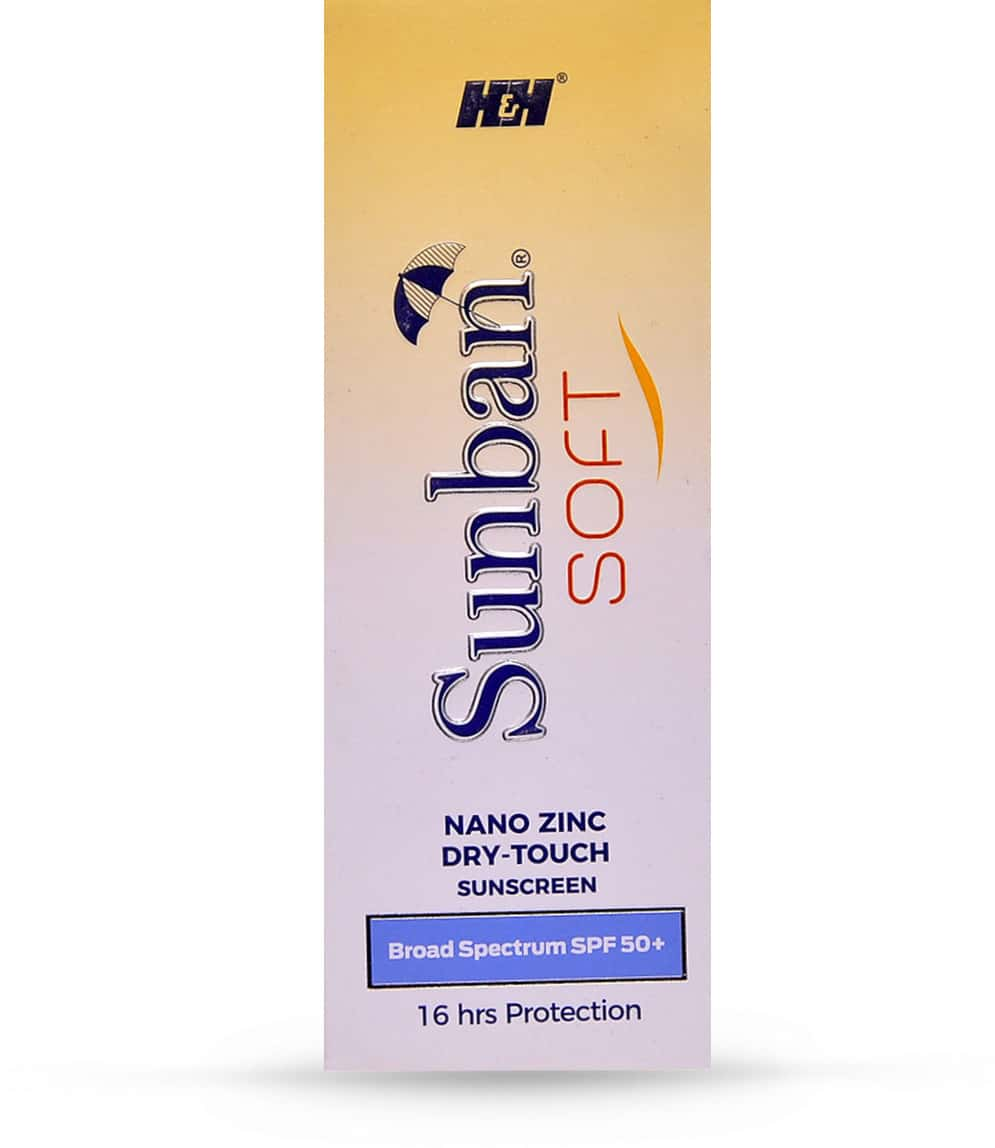 H&H®
Sunban®
SOFT
NANO ZINC
DRY-TOUCH
SUNSCREEN
Broad Spectrum SPF 50+
16 hrs Protection